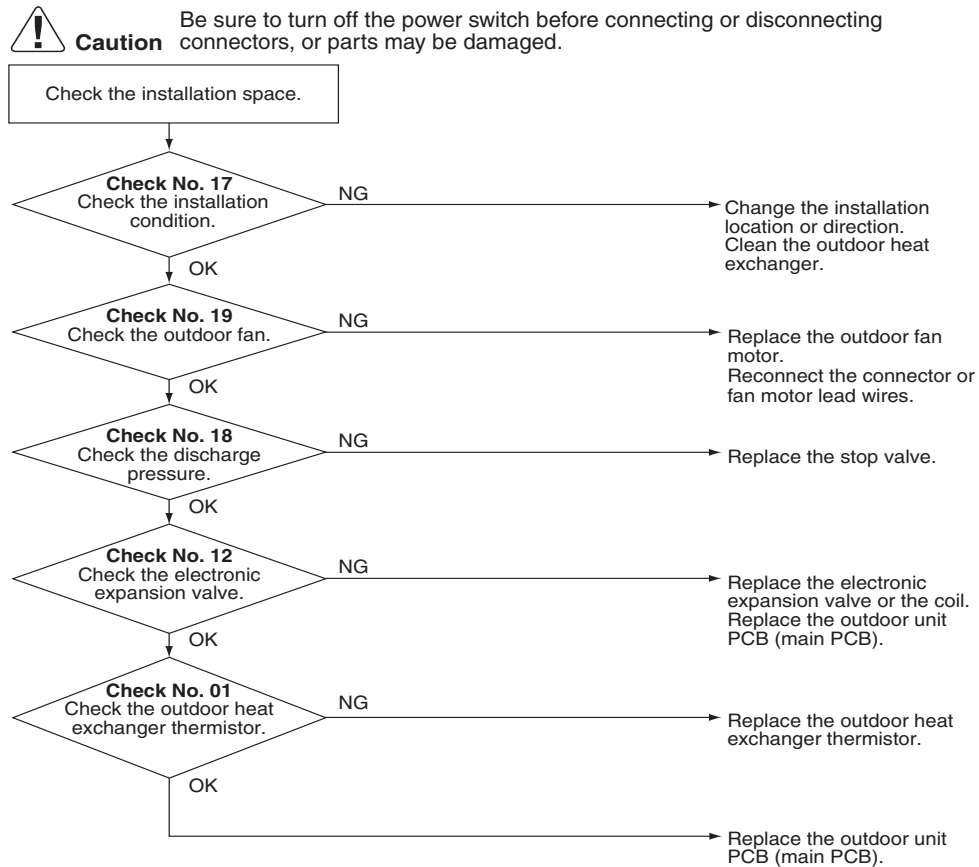 Be sure to turn off the power switch before connecting or disconnecting
Caution connectors, or parts may be damaged.
Check the installation space.
Check No. 17
Check the installation
condition.
NG
Change the installation
location or direction.
Clean the outdoor heat
exchanger.
OK
Check No. 19
Check the outdoor fan.
NG
Replace the outdoor fan
motor.
Reconnect the connector or
fan motor lead wires.
OK
Check No. 18
Check the discharge
pressure.
NG
Replace the stop valve.
OK
Check No. 12
Check the electronic
expansion valve.
NG
Replace the electronic
expansion valve or the coil.
Replace the outdoor unit
PCB (main PCB).
OK
Check No. 01
Check the outdoor heat
exchanger thermistor.
NG
Replace the outdoor heat
exchanger thermistor.
OK
Replace the outdoor unit
PCB (main PCB).